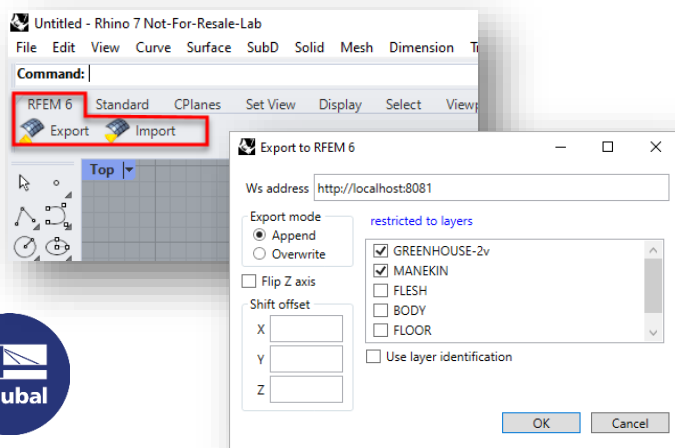 Untitled - Rhino 7 Not-For-Resale-Lab
File Edit View Curve Surface SubD Solid Mesh Dimension
Command:
RFEM 6 Standard CPlanes Set View Display Select
Export Import
Top
Export to RFEM 6
Ws address http://localhost:8081
Export mode
Append
Overwrite
restricted to layers
GREENHOUSE-2v
MANEKIN
FLESH
BODY
FLOOR
Flip Z axis
Shift offset
X
Y
Z
Use layer identification
OK Cancel
ubal